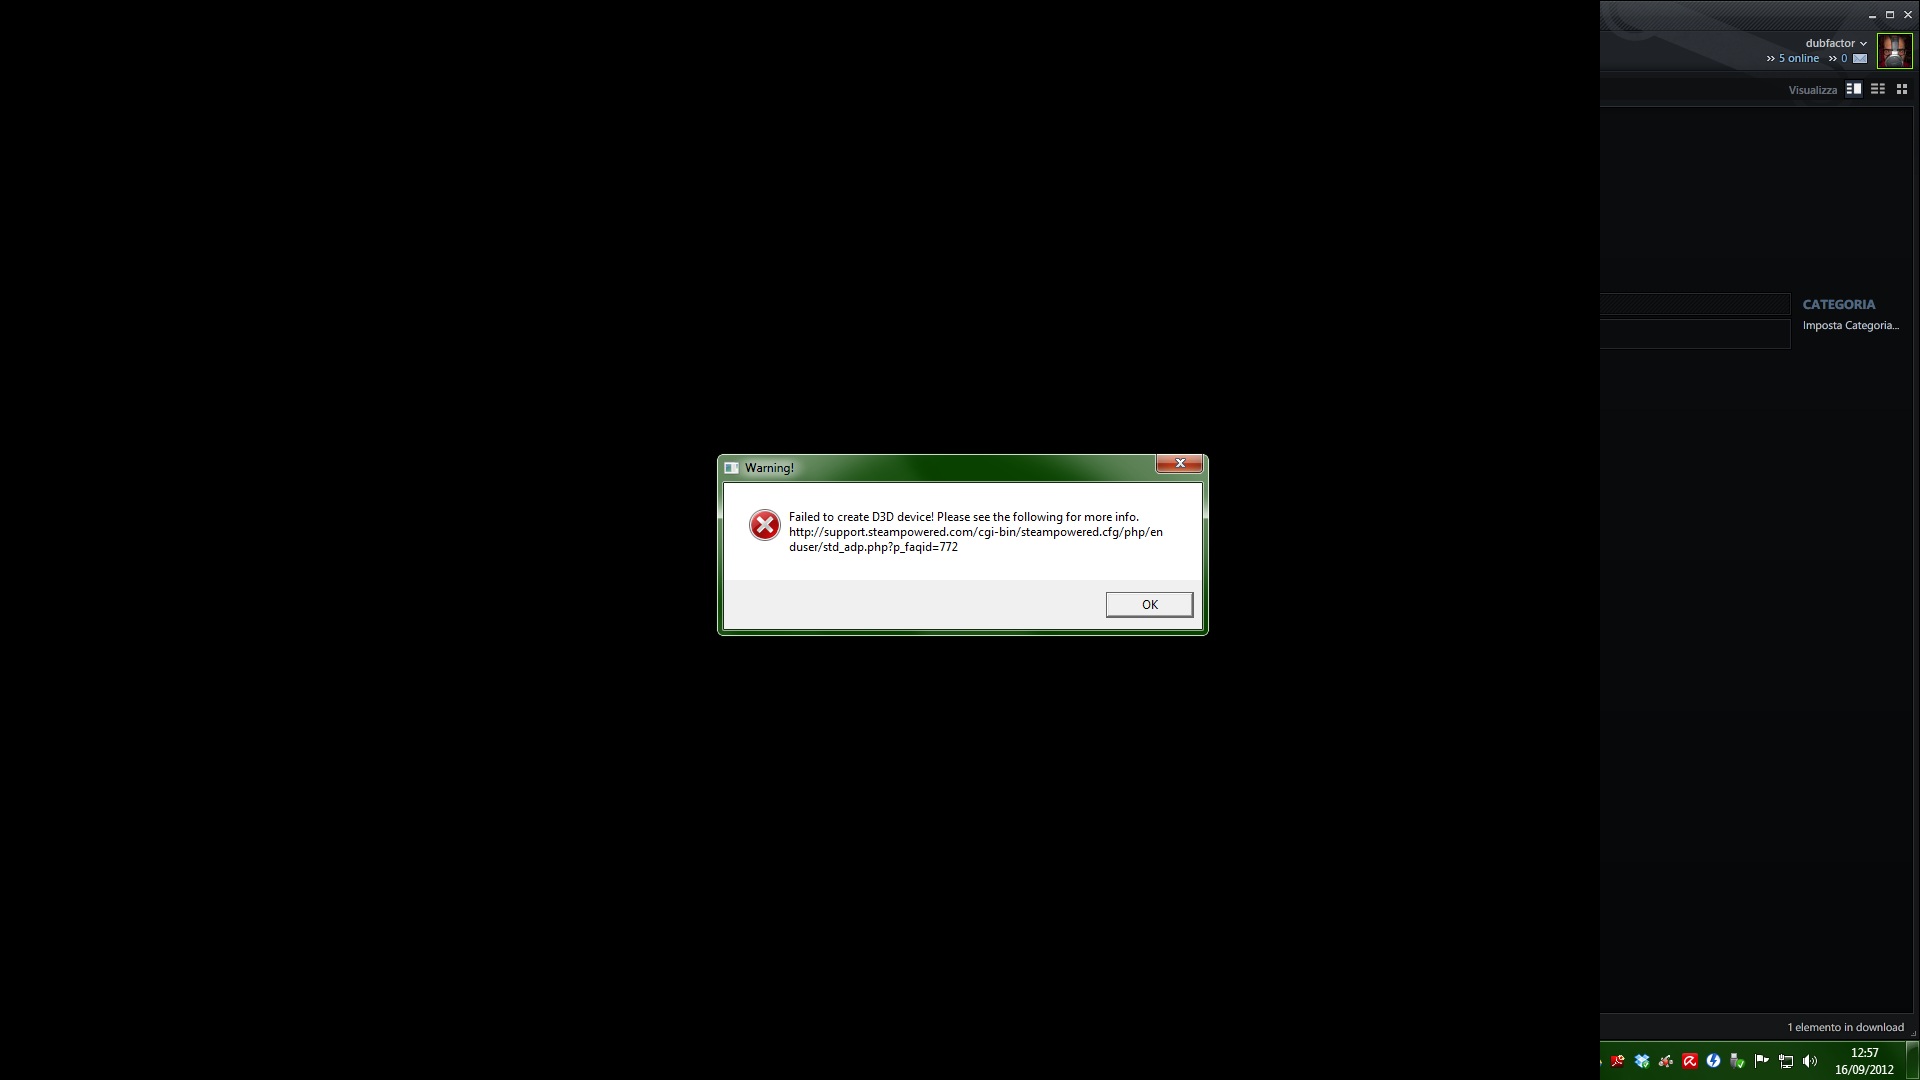 dubfactor
» 5 online » 0
Visualizza
CATEGORIA
Imposta Categoria...
Warning!
Failed to create D3D device! Please see the following for more info.
http://support.steampowered.com/cgi-bin/steampowered.cfg/php/en
duser/std_adp.php?p_faqid=772
OK
1 elemento in download
12:57
16/09/2012